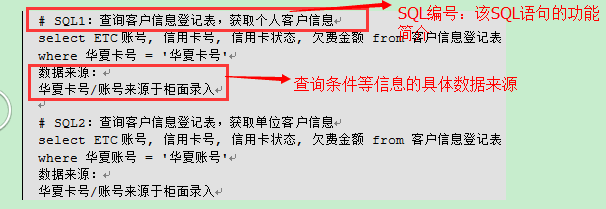 # SQL1：查询客户信息登记表，获取个人客户信息
select ETC账号, 信用卡号, 信用卡状态, 欠费金额 from 客户信息登记表
where 华夏卡号 = '华夏卡号'
数据来源：
华夏卡号/账号来源于柜面录入
# SQL2：查询客户信息登记表，获取单位客户信息
select ETC账号, 信用卡号, 信用卡状态, 欠费金额 from 客户信息登记表
where 华夏账号 = '华夏账号'
数据来源：
华夏卡号/账号来源于柜面录入
SQL编号：该SQL语句的功能
简介
查询条件等信息的具体数据来源